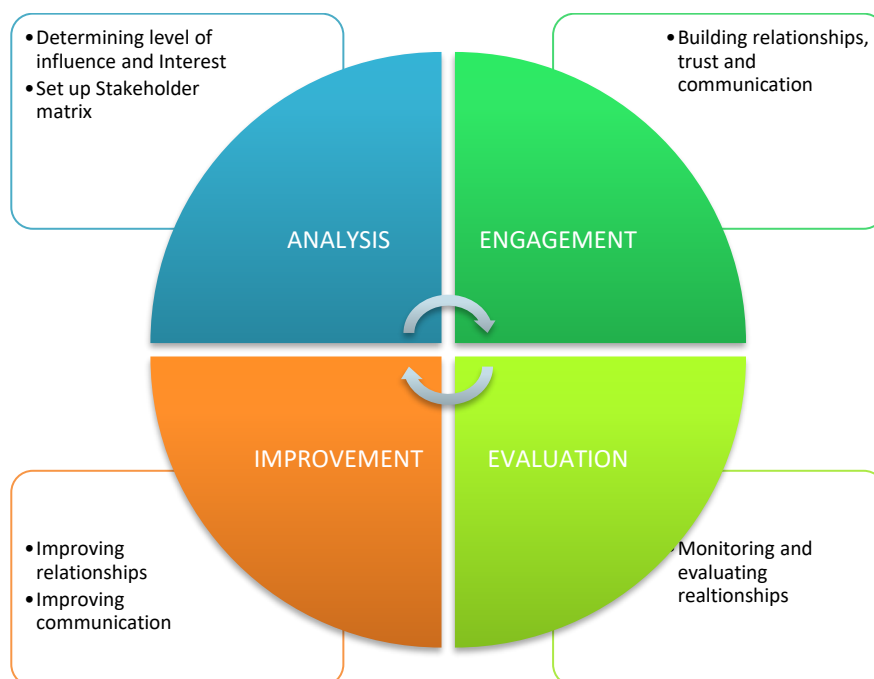 •Determining level of
influence and Interest
•Set up Stakeholder
matrix
•Building relationships,
trust and
communication
ANALYSIS
ENGAGEMENT
IMPROVEMENT
EVALUATION
•Improving
relationships
•Improving
communication
•Monitoring and
evaluating
realtionships